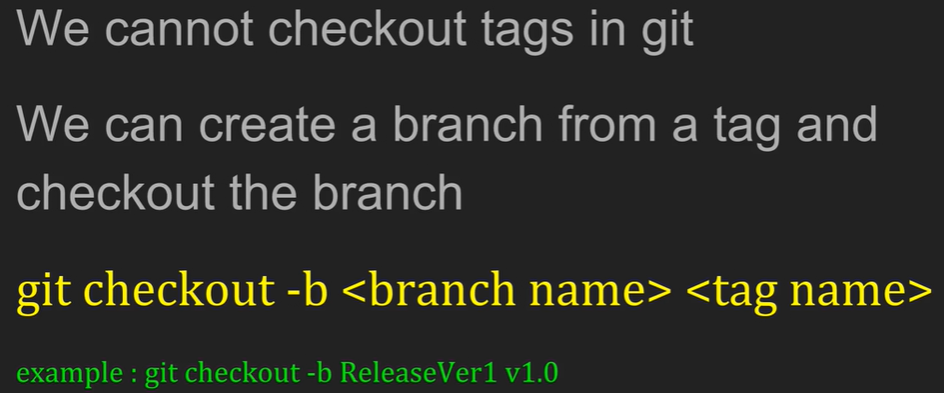 We cannot checkout tags in git
We can create a branch from a tag and
checkout the branch
git checkout -b <branch name> <tag name>
example : git checkout -b ReleaseVer1 v1.0